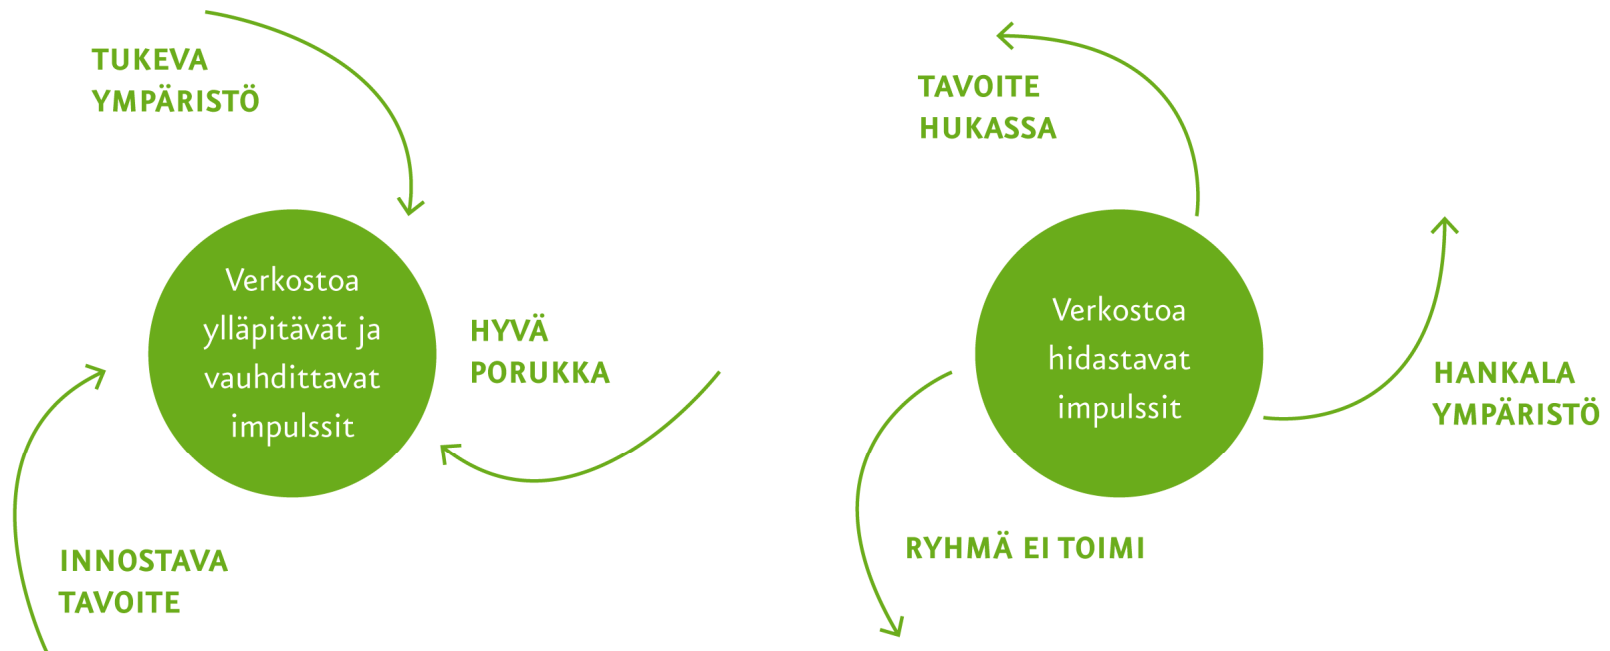 TUKEVA
YMPÄRISTÖ
Verkostoa
ylläpitävät ja
vauhdittavat
impulssit
HYVÄ
PORUKKA
INNOSTAVA
TAVOITE
TAVOITE
HUKASSA
Verkostoa
hidastavat
impulssit
HANKALA
YMPÄRISTÖ
RYHMÄ EI TOIMI